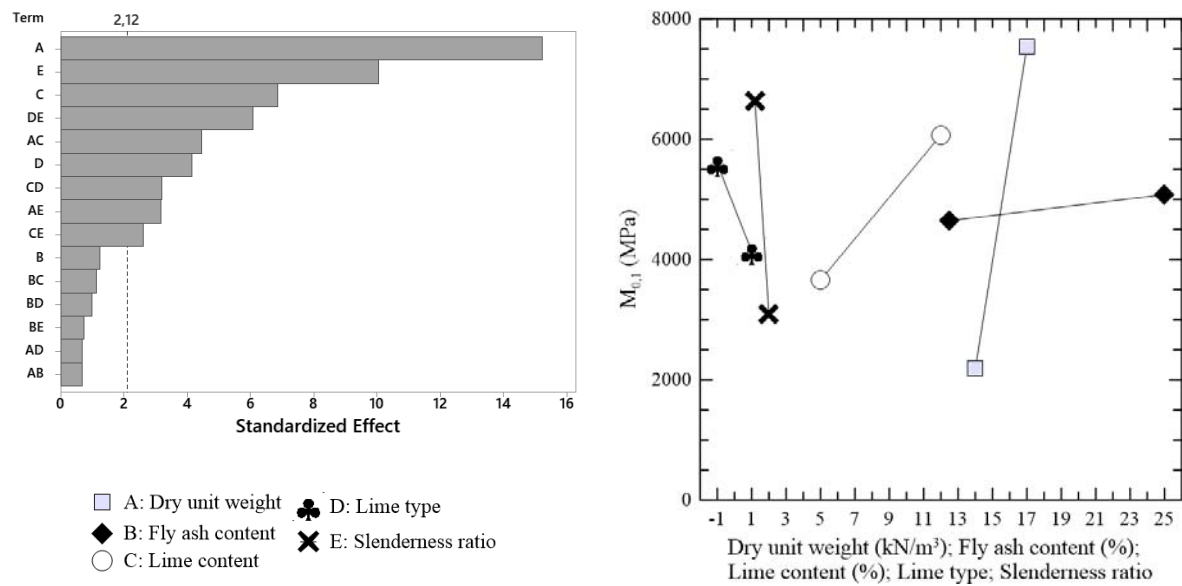 Term
2,12
A
E
C
DE
AC
D
CD
AE
CE
B
BC
BD
BE
AD
AB
0 2 4 6 8 10 12 14 16
Standardized Effect
A: Dry unit weight
B: Fly ash content
C: Lime content
D: Lime type
E: Slenderness ratio
8000
6000
4000
2000
0
M0,1 (MPa)
-1 1 3 5 7 9 11 13 15 17 19 21 23 25
Dry unit weight (kN/m³); Fly ash content (%);
Lime content (%); Lime type; Slenderness ratio